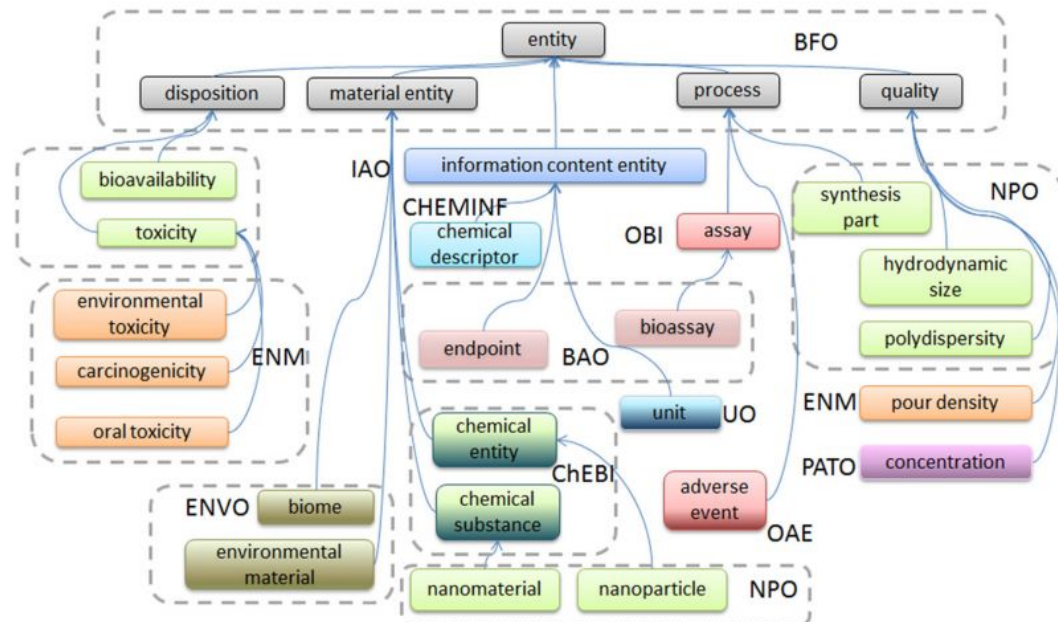 entity
BFO
disposition
material entity
process
quality
bioavailability
IAO
information content entity
synthesis
part
NPO
toxicity
CHEMINF
chemical
descriptor
OBI
assay
hydrodynamic
size
environmental
toxicity
bioassay
polydispersity
endpoint
BAO
ENM
carcinogenicity
unit
UO
ENM
pour density
oral toxicity
chemical
entity
ChEBI
PATO
concentration
ENVO
biome
chemical
substance
adverse
event
OAE
environmental
material
nanomaterial
nanoparticle
NPO